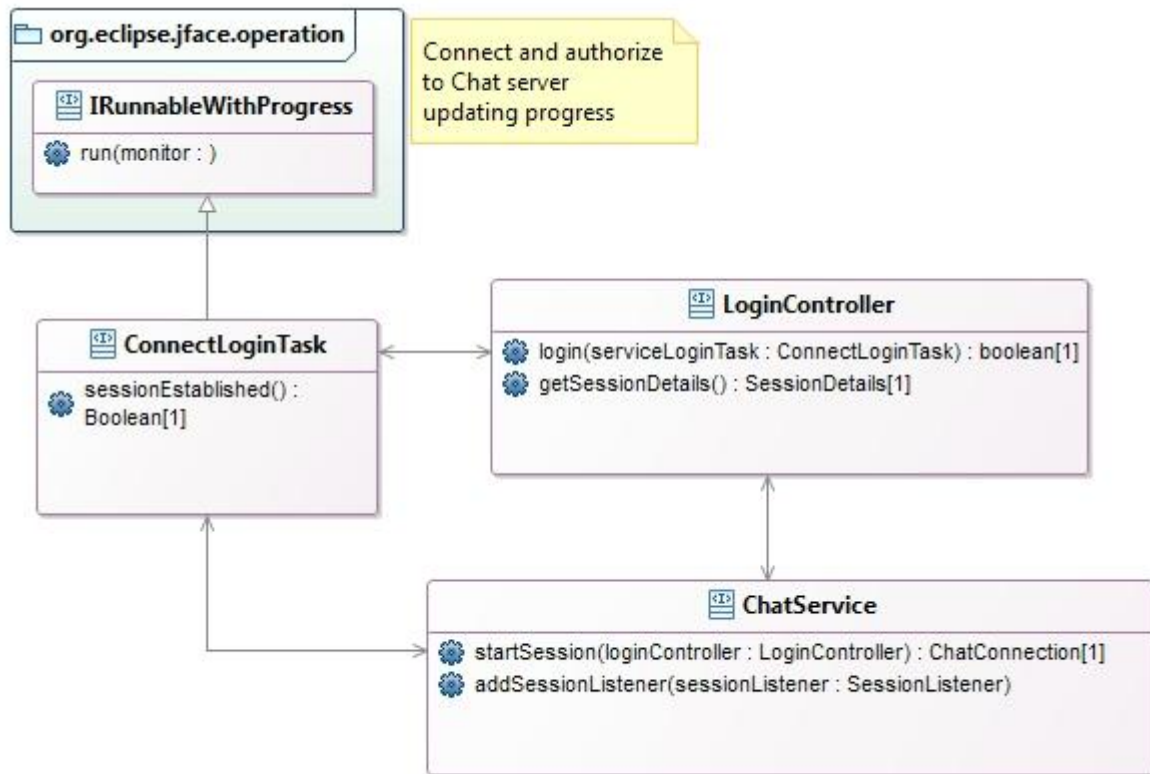 org.eclipse.jface.operation
IRunnableWithProgress
run(monitor : )
Connect and authorize
to Chat server
updating progress
LoginController
login(serviceLoginTask : ConnectLoginTask) : boolean[1]
getSessionDetails() : SessionDetails[1]
ConnectLoginTask
sessionEstablished() :
Boolean[1]
ChatService
startSession(loginController : LoginController) : ChatConnection[1]
addSessionListener(sessionListener : SessionListener)